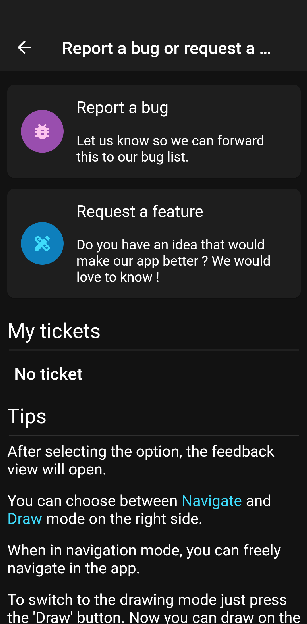 Report a bug or request a ...
Report a bug
Let us know so we can forward
this to our bug list.
Request a feature
Do you have an idea that would
make our app better ? We would
love to know !
My tickets
No ticket
Tips
After selecting the option, the feedback
view will open.
You can choose between Navigate and
Draw mode on the right side.
When in navigation mode, you can freely
navigate in the app.
To switch to the drawing mode just press
the 'Draw' button. Now you can draw on the